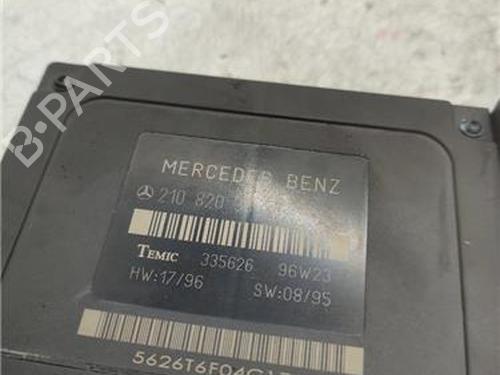 B-PARTS
MERCEDES BENZ
210 820
TEMIC 335626 96W23
HW:17/96 SW:08/95